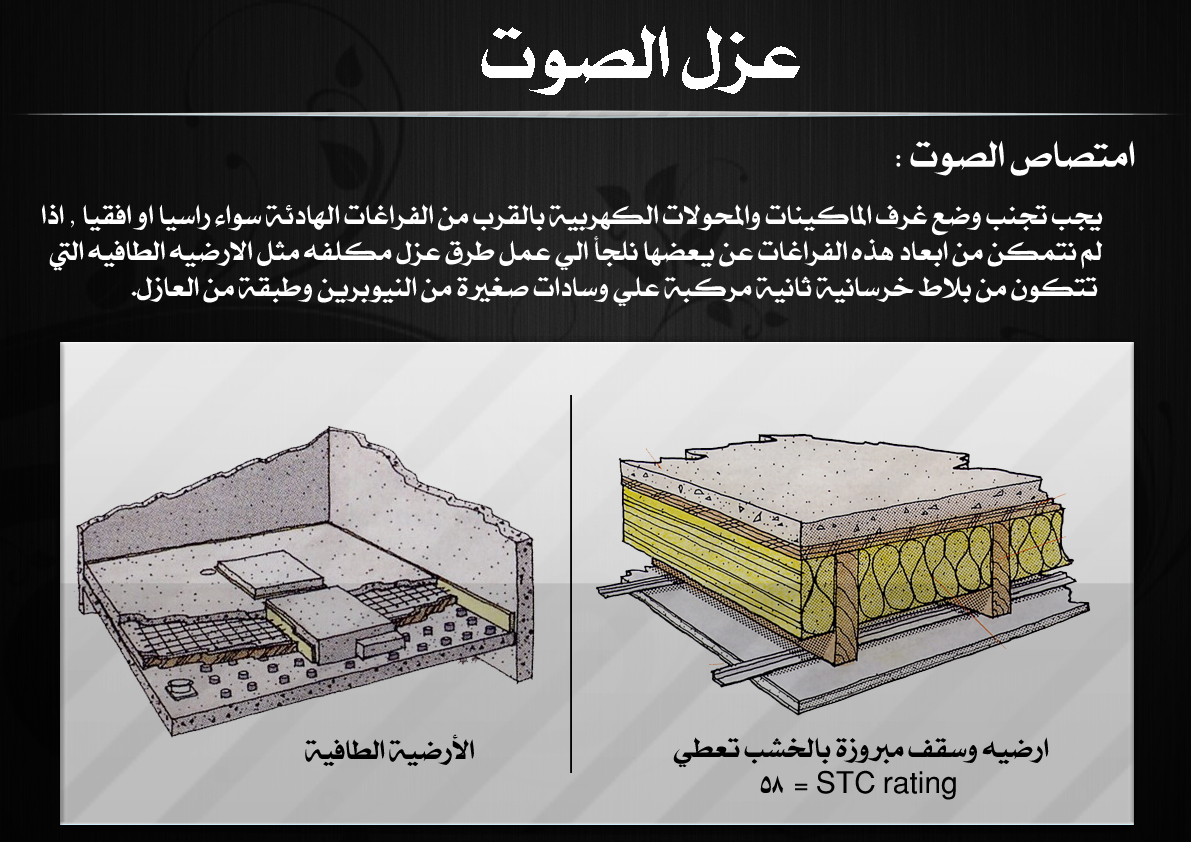 عزل الصوت
امتصاص الصوت :
يجب تجنب وضع غرف الماكينات والمحولات الكهربية بالقرب من الفراغات الهادئة سواء راسيا او افقيا , اذا
لم نتمكن من ابعاد هذه الفراغات عن بعضها نلجأ الي عمل طرق عزل مكلفه مثل الارضيه الطافيه التي
تتكون من بلاط خرسانية ثانية مركبة علي وسادات صغيرة من النيوبرين وطبقة من العازل.
ارضيه وسقف مبروزة بالخشب تعطي
٥٨ = STC rating
الأرضية الطافية